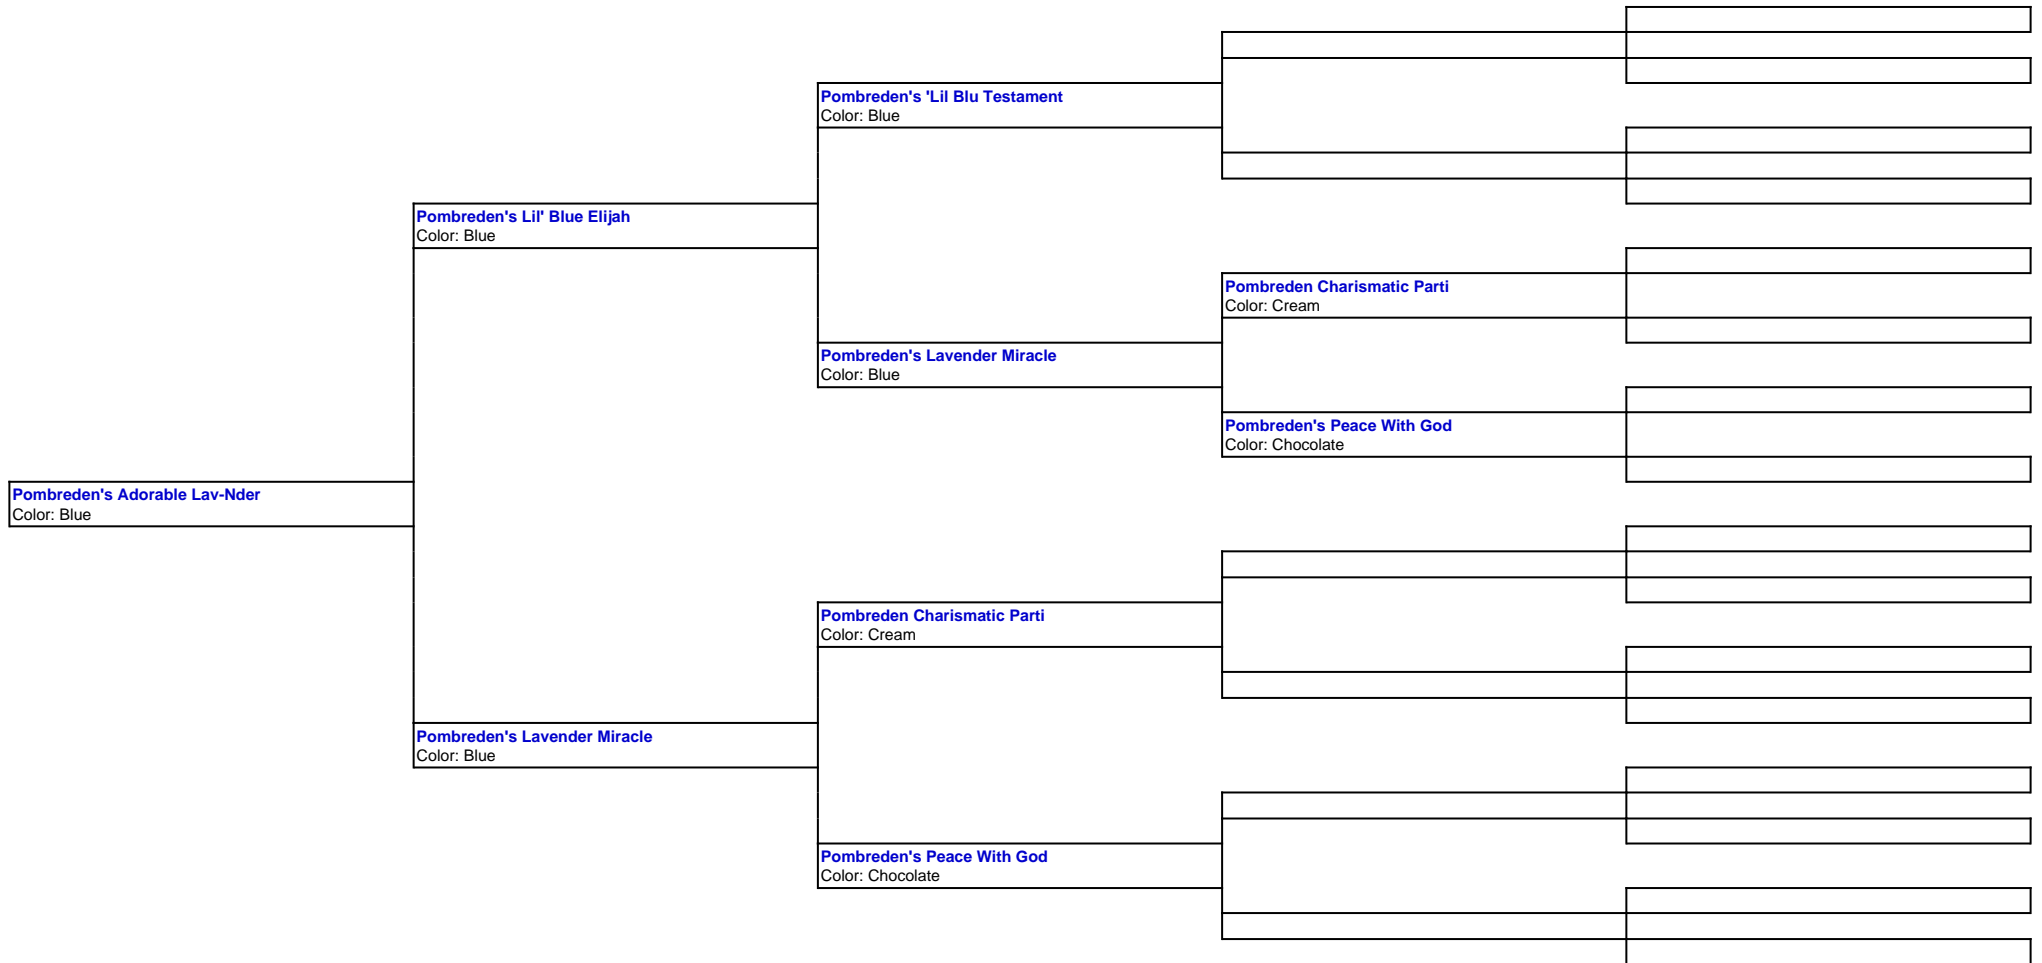 Pombreden's 'Lil Blu Testament
Color: Blue
Pombreden's Lil' Blue Elijah
Color: Blue
Pombreden Charismatic Parti
Color: Cream
Pombreden's Lavender Miracle
Color: Blue
Pombreden's Peace With God
Color: Chocolate
Pombreden's Adorable Lav-Nder
Color: Blue
Pombreden Charismatic Parti
Color: Cream
Pombreden's Lavender Miracle
Color: Blue
Pombreden's Peace With God
Color: Chocolate